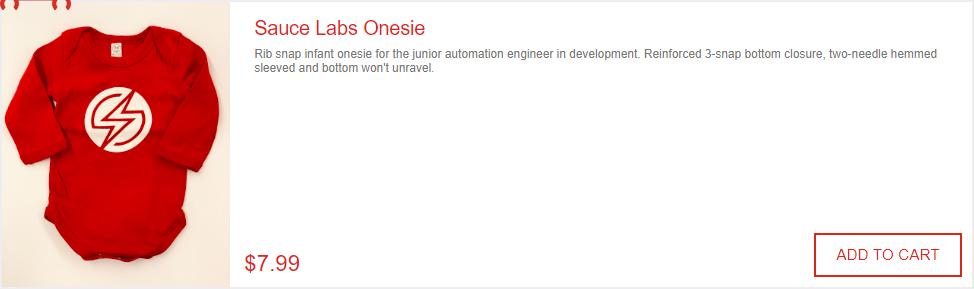 Sauce Labs Onesie
Rib snap infant onesie for the junior automation engineer in development. Reinforced 3-snap bottom closure, two-needle hemmed
sleeved and bottom won't unravel.
$7.99
ADD TO CART